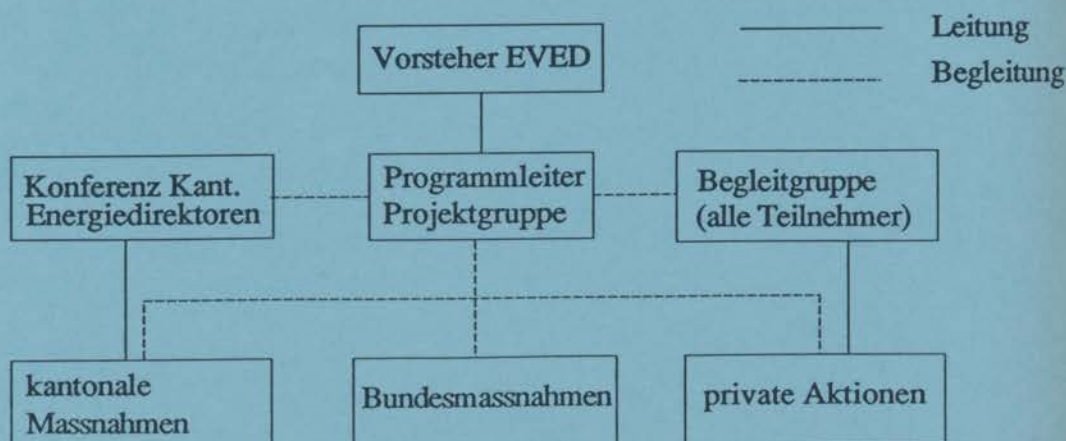 Leitung
Vorsteher EVED
Begleitung
Konferenz Kant.
Energiedirektoren
Programmleiter
Projektgruppe
Begleitgruppe
(alle Teilnehmer)
kantonale
Massnahmen
Bundesmassnahmen
private Aktionen